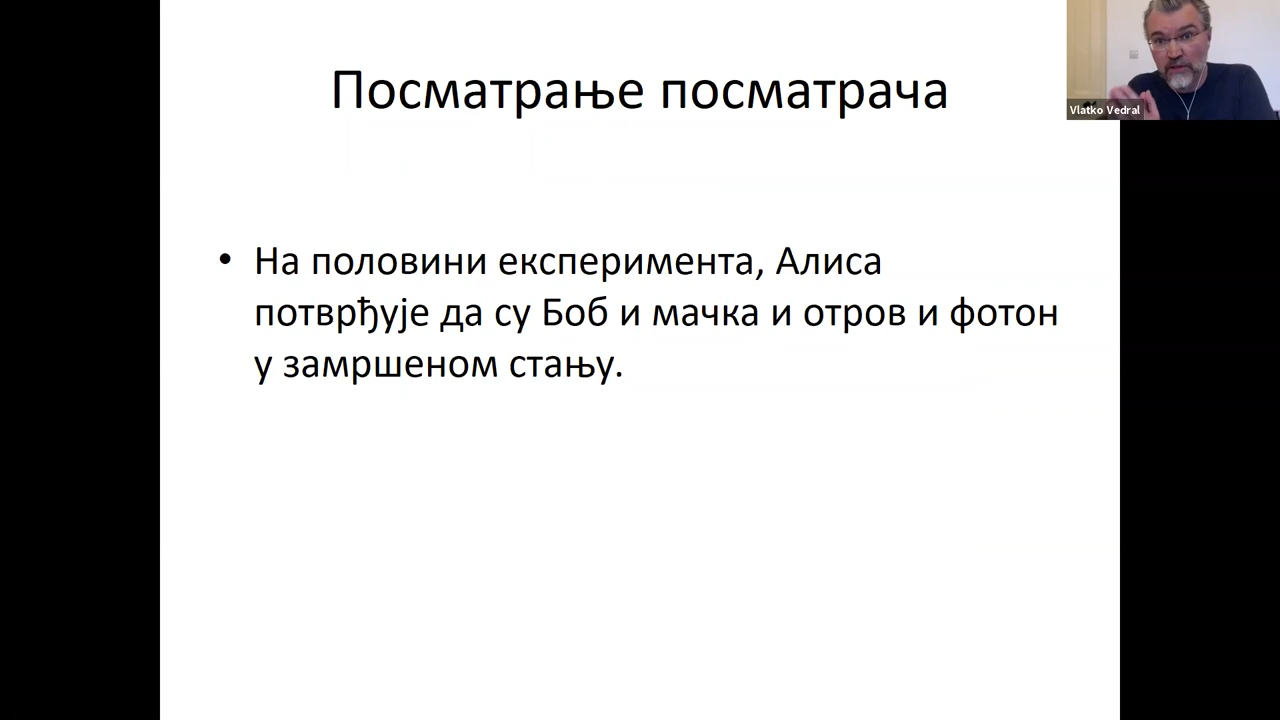 Посматрање посматрача
Vlatko Vedral
• На половини експеримента, Алиса
потврђује да су Боб и мачка и отров и фотон
у замршеном стању.